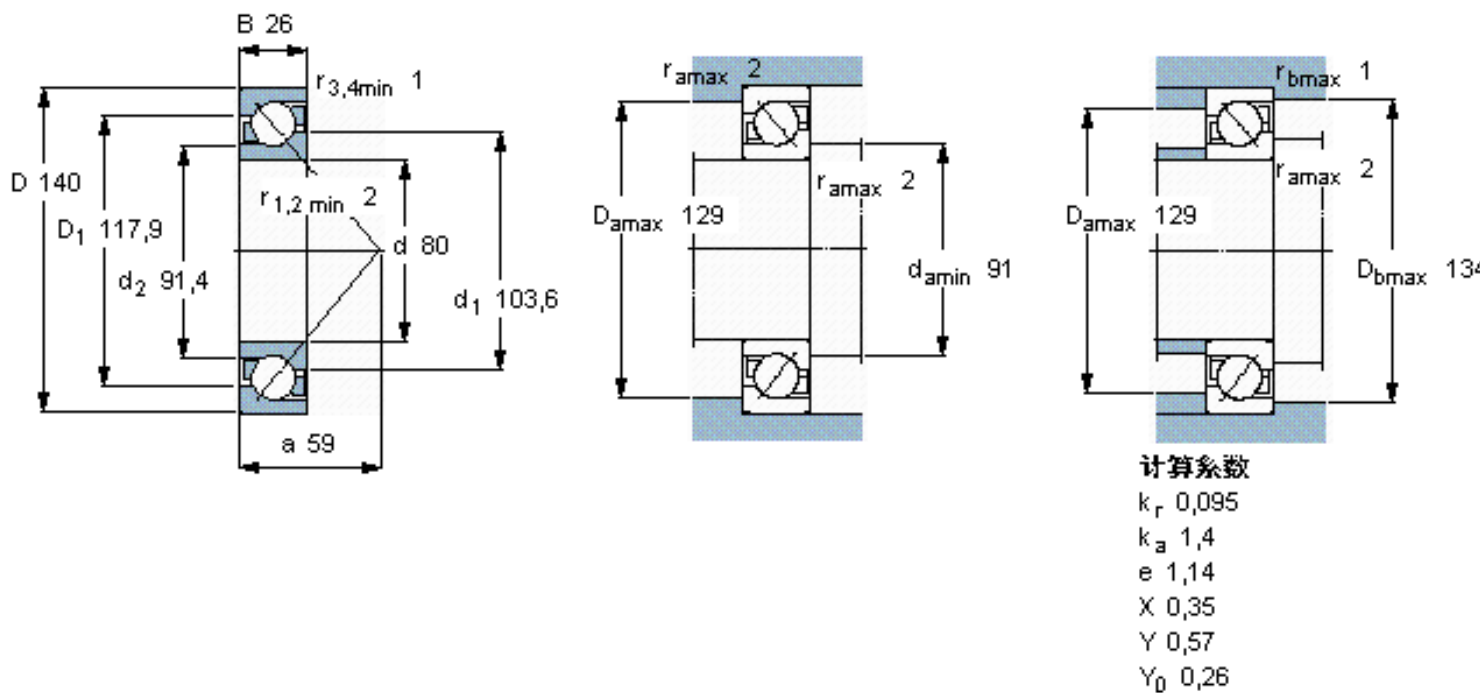 B 26
r3,4min 1
D 140
D1 117,9
r1,2 min 2
d 80
d2 91,4
d1 103,6
a 59
ramax 2
ramax 2
Damax 129
damin 91
rbmax 1
ramax 2
Damax 129
Dbmax 134
计算系数
kr 0,095
ka 1,4
e 1,14
X 0,35
Y 0,57
Y0 0,26